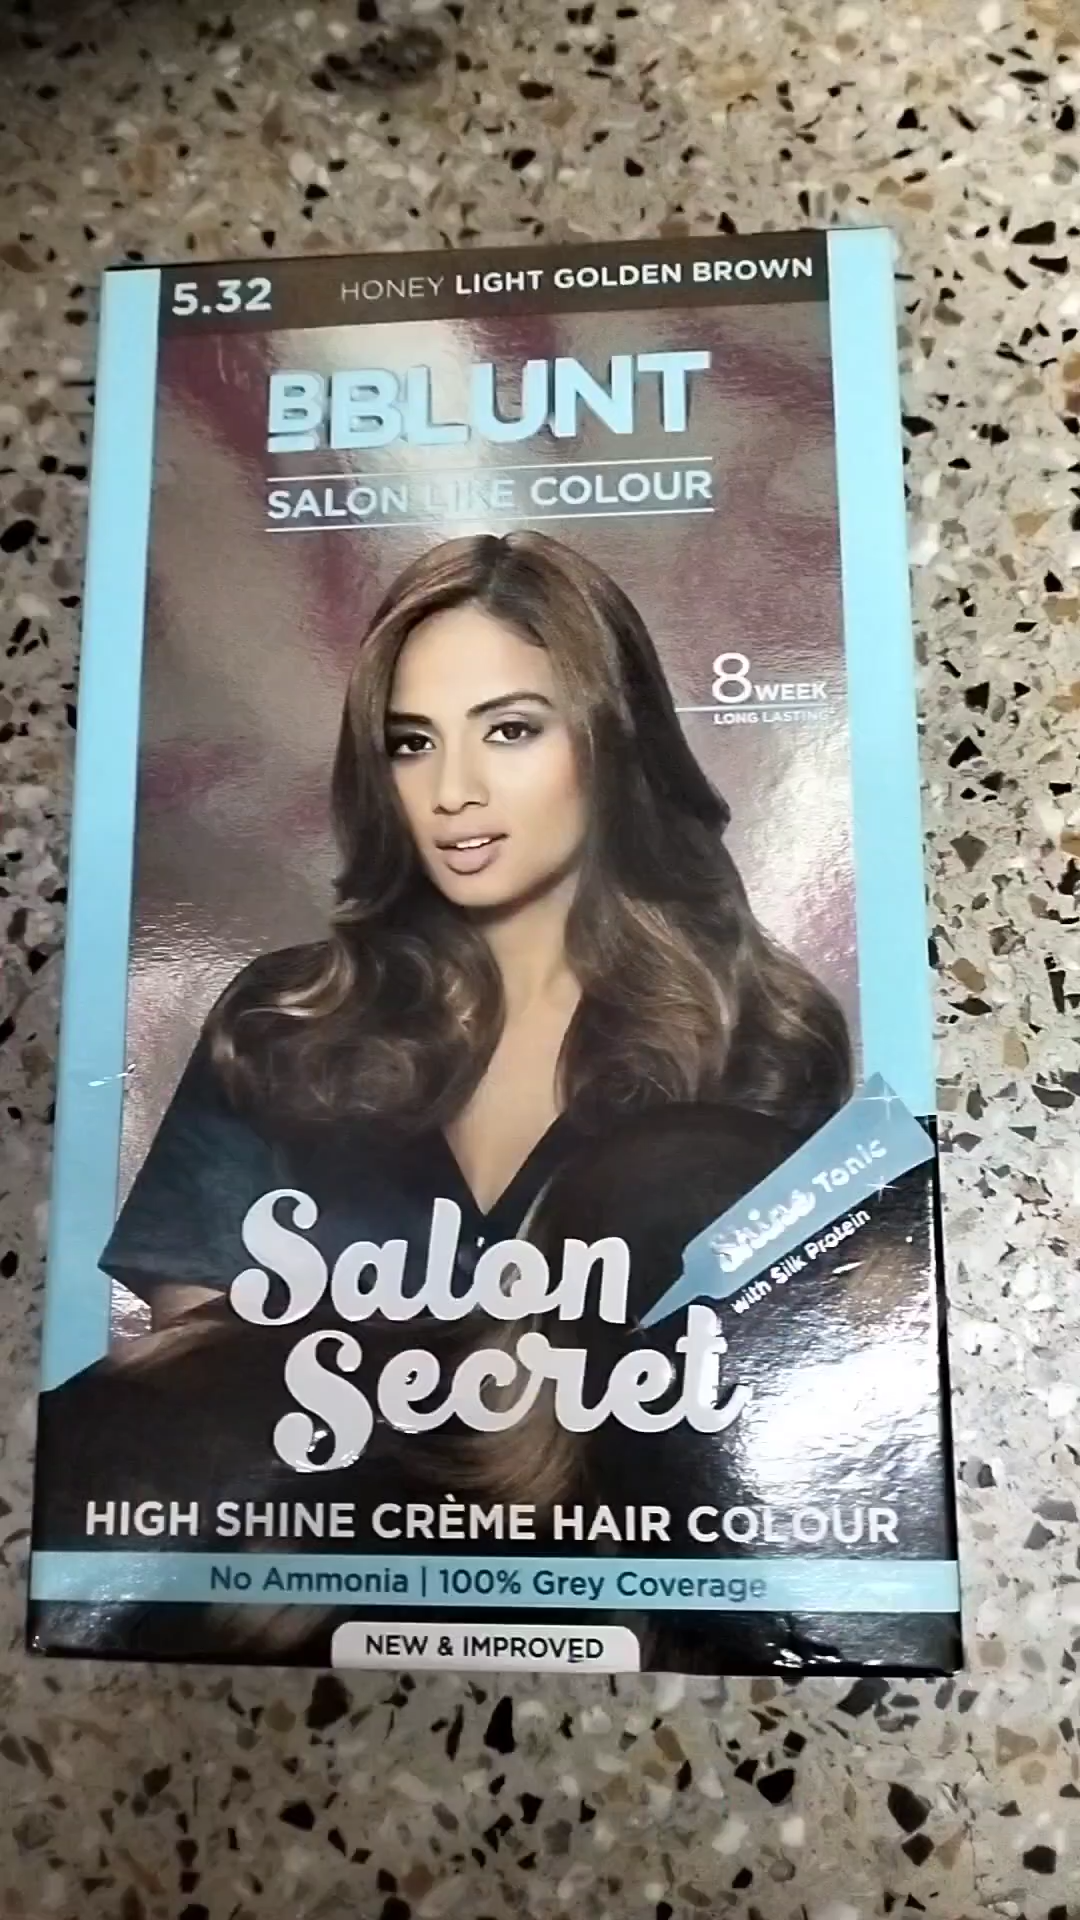 5.32 HONEY LIGHT GOLDEN BROWN
BBLUNT
SALON LIKE COLOUR
8 WEEK
LONG LASTING*
Shine Tonic
with Silk Protein
Salon
Secret
HIGH SHINE CRÈME HAIR COLOUR
No Ammonia | 100% Grey Coverage
NEW & IMPROVED